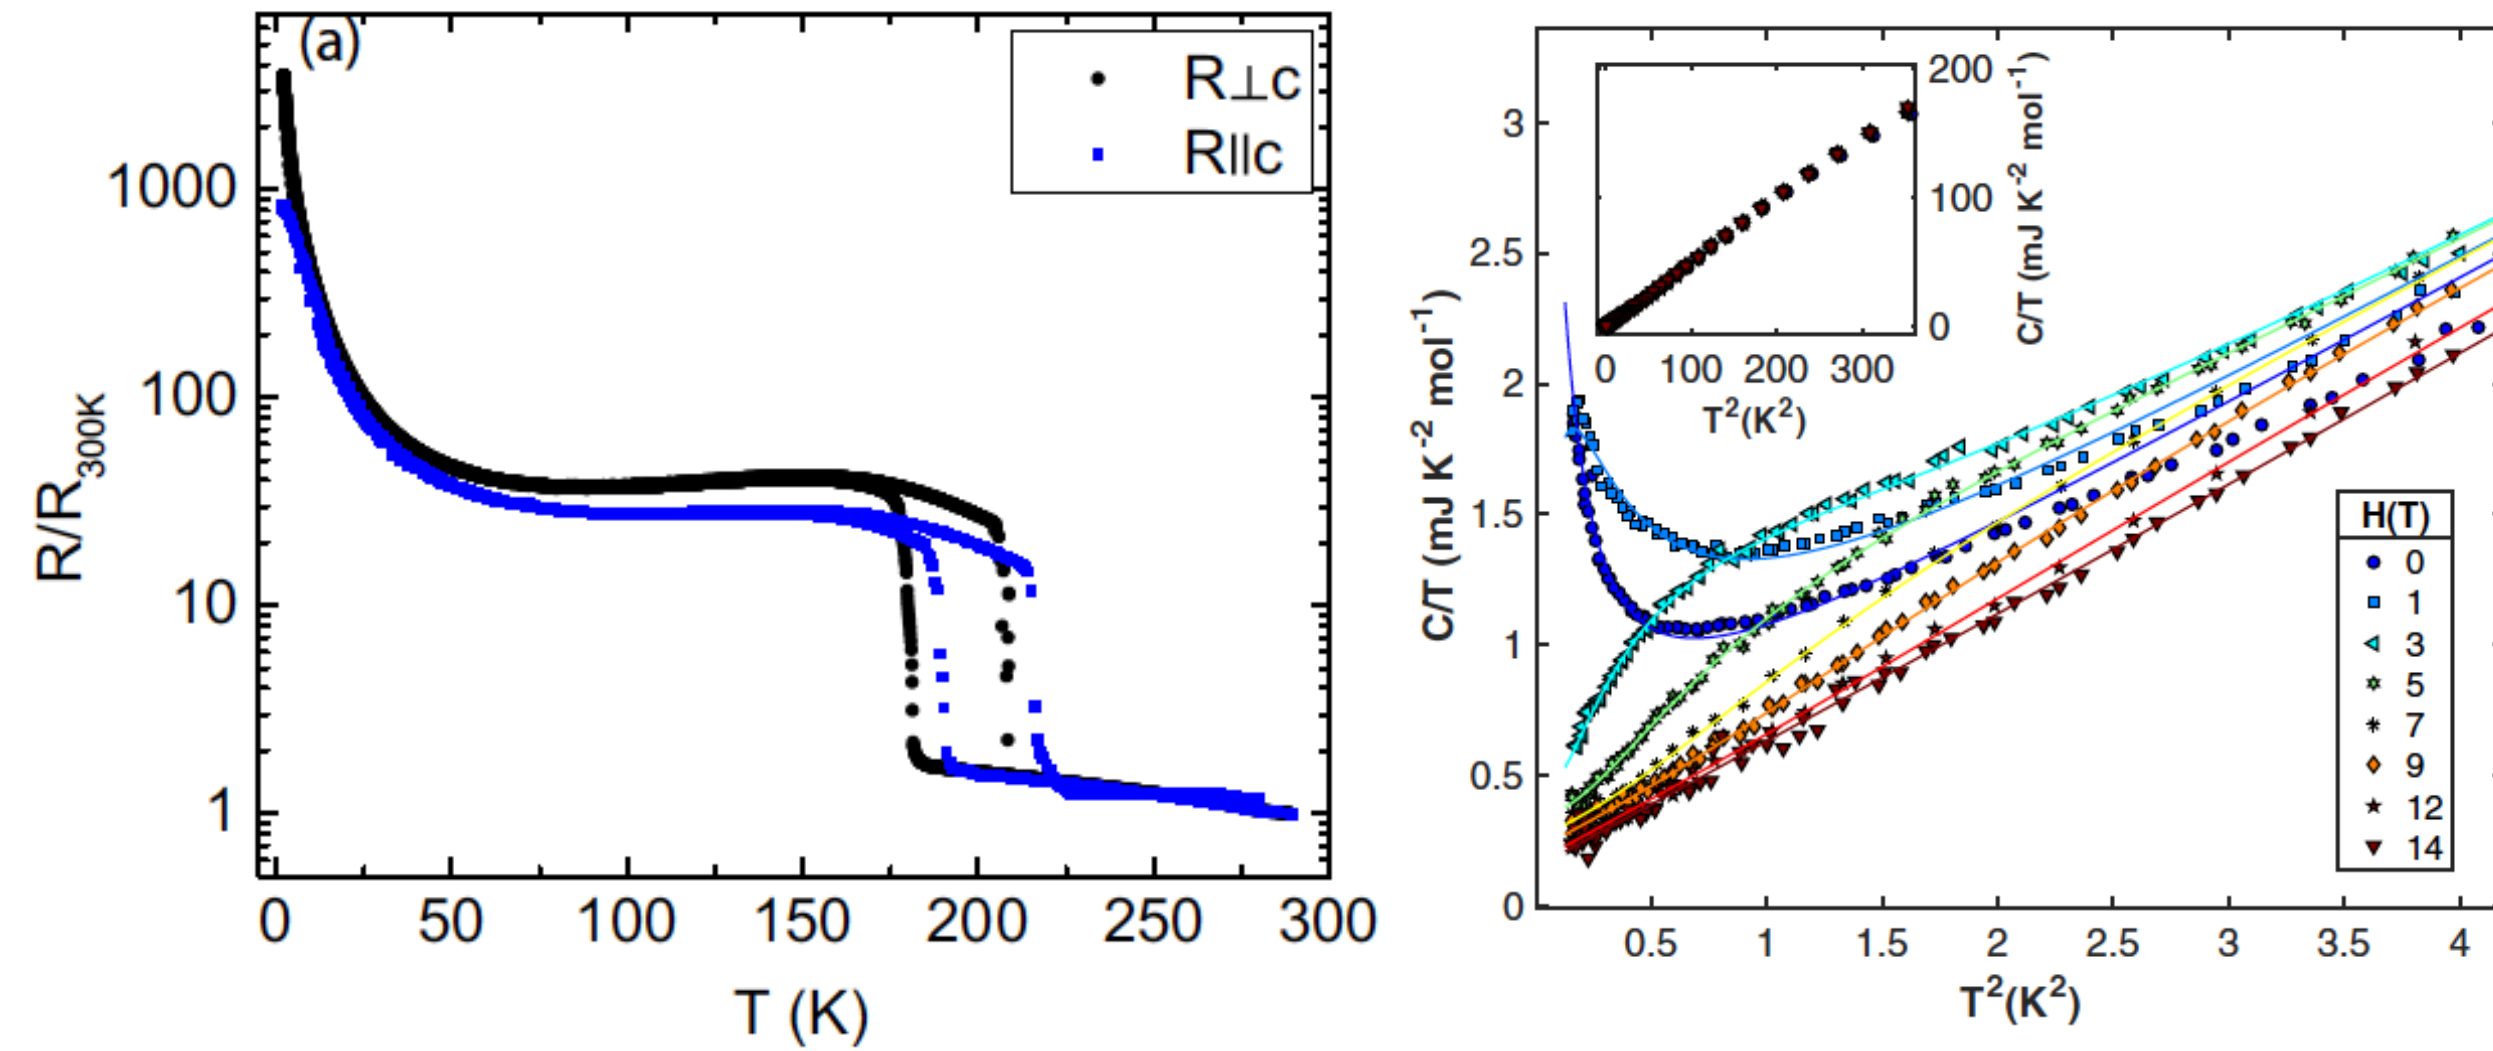 (a)
R⊥c
R||c
1000
100
10
1
R/R300K
0 50 100 150 200 250 300
T (K)
200
100
0
C/T (mJ K-2 mol-1)
0 100 200 300
T2(K2)
3
2.5
2
1.5
1
0.5
0
C/T (mJ K-2 mol-1)
H(T)
0
1
3
5
7
9
12
14
0.5 1 1.5 2 2.5 3 3.5 4
T2(K2)